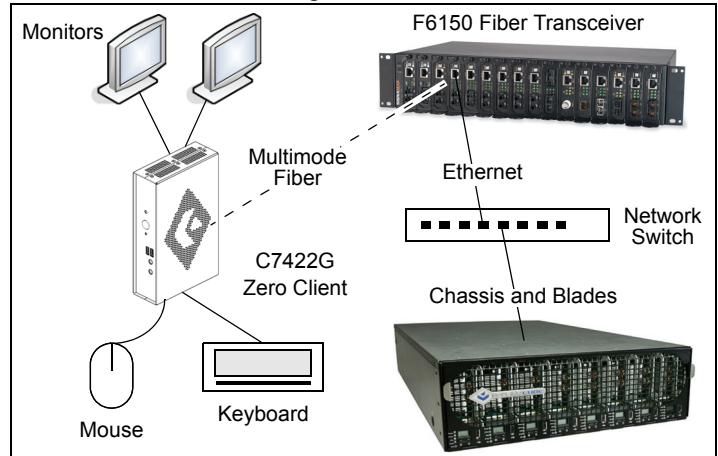 Monitors
F6150 Fiber Transceiver
Multimode
Fiber
Ethernet
Network
Switch
C7422G
Zero Client
Chassis and Blades
Keyboard
Mouse